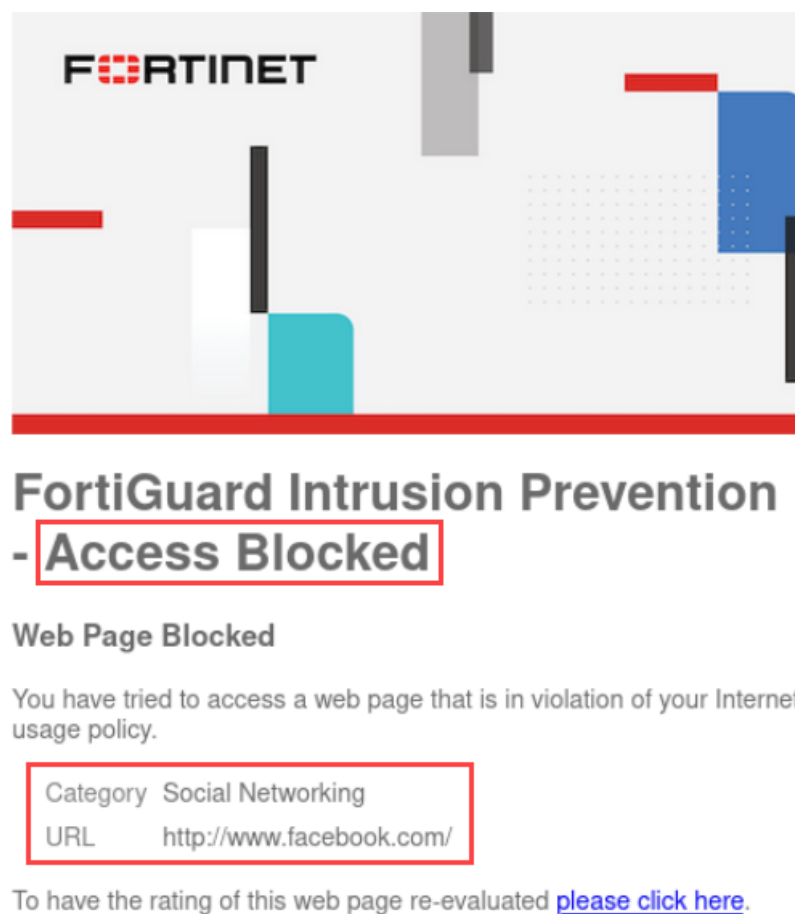 FORTINET
FortiGuard Intrusion Prevention
- Access Blocked
Web Page Blocked
You have tried to access a web page that is in violation of your Internet
usage policy.
Category Social Networking
URL http://www.facebook.com/
To have the rating of this web page re-evaluated please click here.